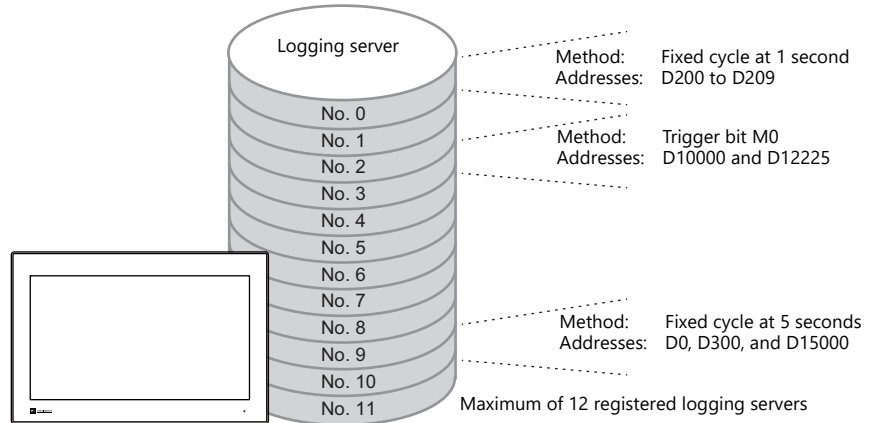 Logging server
Method: Fixed cycle at 1 second
Addresses: D200 to D209
No. 0
No. 1
Method: Trigger bit M0
Addresses: D10000 and D12225
No. 2
No. 3
No. 4
No. 5
No. 6
No. 7
No. 8
Method: Fixed cycle at 5 seconds
Addresses: D0, D300, and D15000
No. 9
No. 10
No. 11
Maximum of 12 registered logging servers